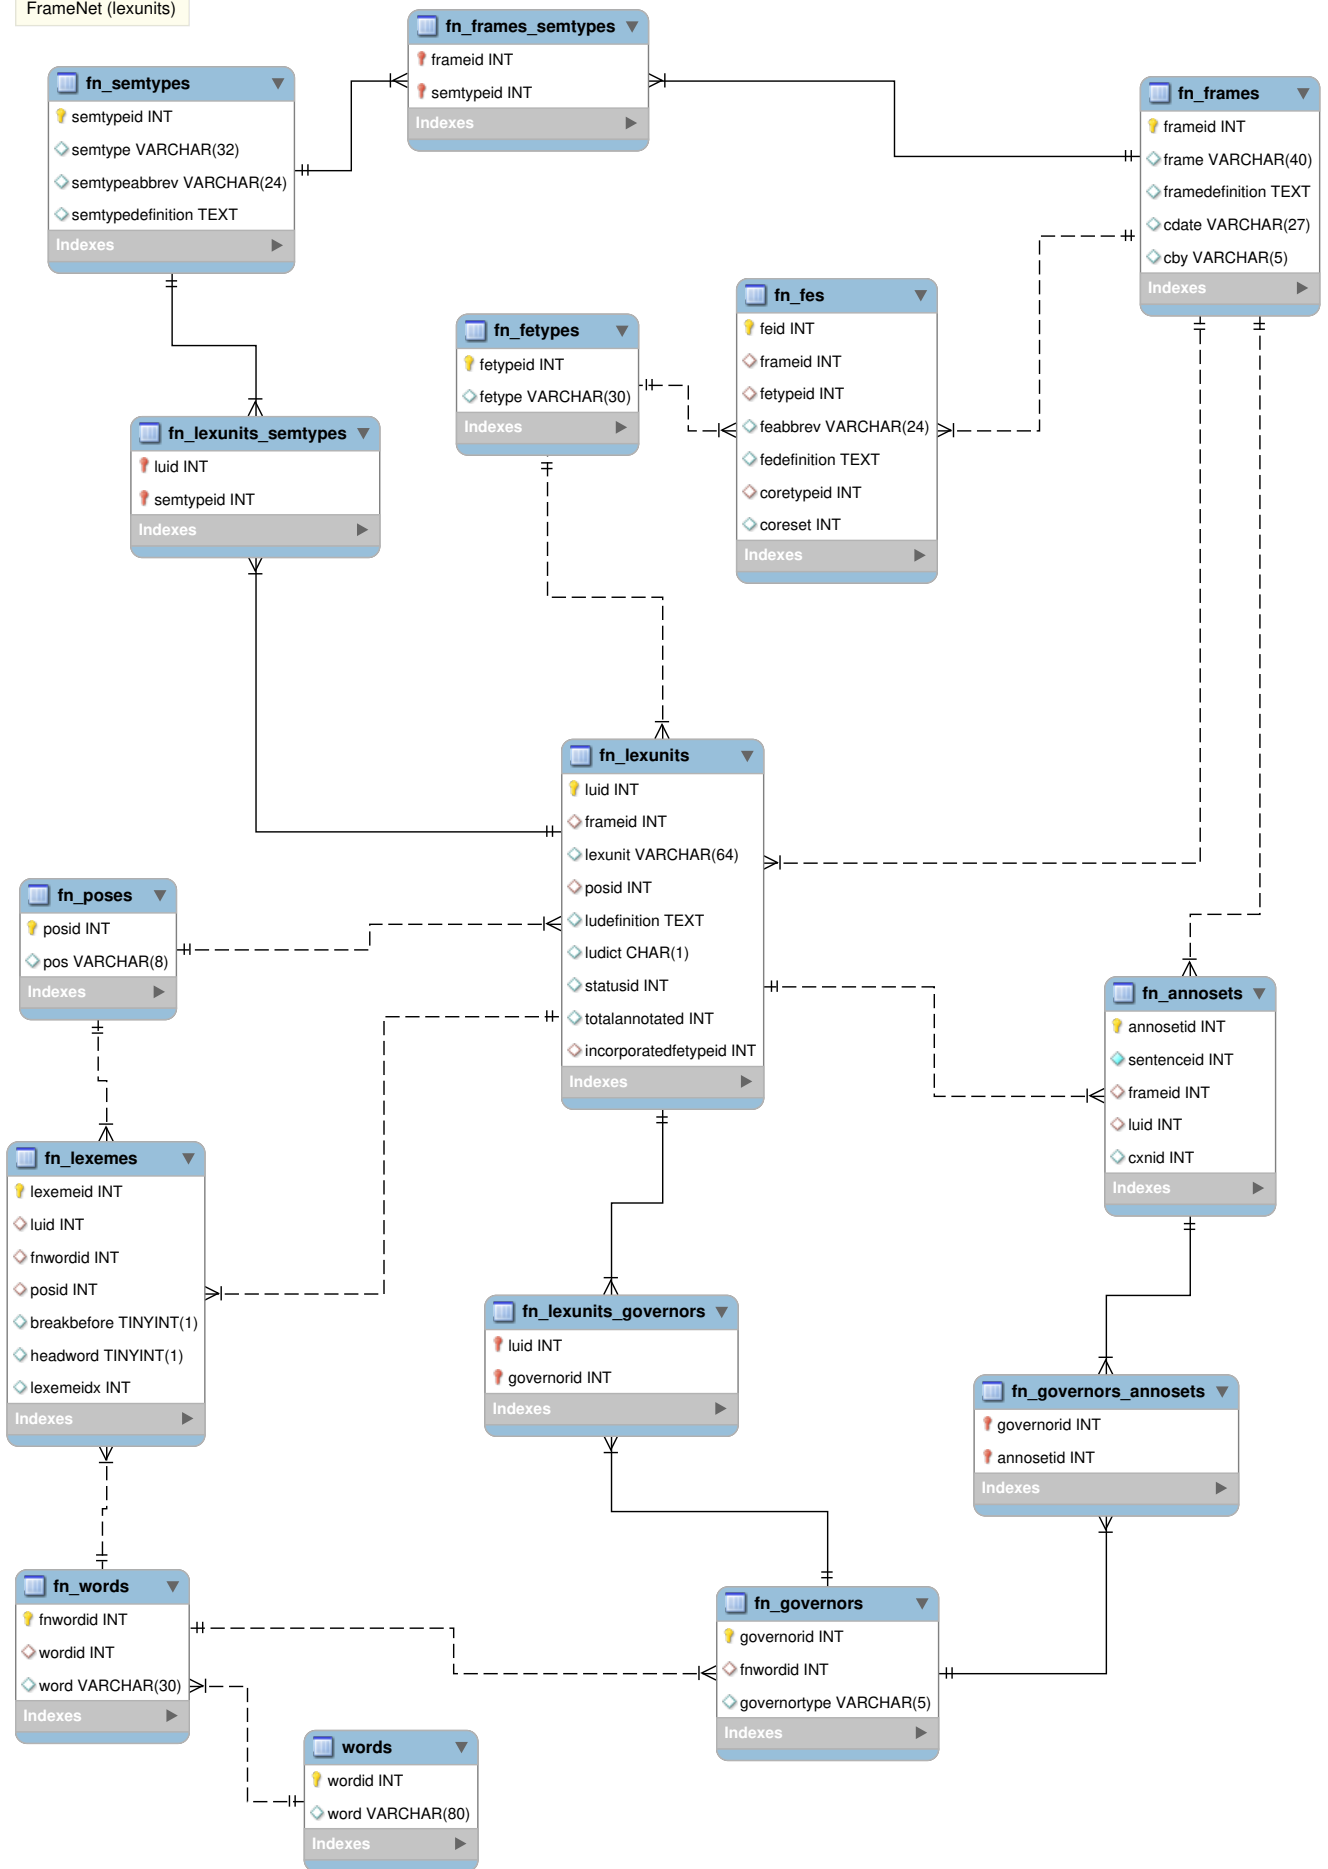 FrameNet (lexunits)
fn_frames_semtypes
frameid INT
semtypeid INT
Indexes
fn_semtypes
semtypeid INT
semtype VARCHAR(32)
semtypeabbrev VARCHAR(24)
semtypedefinition TEXT
Indexes
fn_frames
frameid INT
frame VARCHAR(40)
framedefinition TEXT
cdate VARCHAR(27)
cby VARCHAR(5)
Indexes
fn_fes
feid INT
frameid INT
fetypeid INT
feabbrev VARCHAR(24)
fedefinition TEXT
coretypeid INT
coreset INT
Indexes
fn_fetypes
fetypeid INT
fetype VARCHAR(30)
Indexes
fn_lexunits_semtypes
luid INT
semtypeid INT
Indexes
fn_lexunits
luid INT
frameid INT
lexunit VARCHAR(64)
posid INT
ludefinition TEXT
ludict CHAR(1)
statusid INT
totalannotated INT
incorporatedfetypeid INT
Indexes
fn_poses
posid INT
pos VARCHAR(8)
Indexes
fn_annosets
annosetid INT
sentenceid INT
frameid INT
luid INT
cxnid INT
Indexes
fn_lexemes
lexemeid INT
luid INT
fnwordid INT
posid INT
breakbefore TINYINT(1)
headword TINYINT(1)
lexemeidx INT
Indexes
fn_lexunits_governors
luid INT
governorid INT
Indexes
fn_governors_annosets
governorid INT
annosetid INT
Indexes
fn_words
fnwordid INT
wordid INT
word VARCHAR(30)
Indexes
fn_governors
governorid INT
fnwordid INT
governortype VARCHAR(5)
Indexes
words
wordid INT
word VARCHAR(80)
Indexes